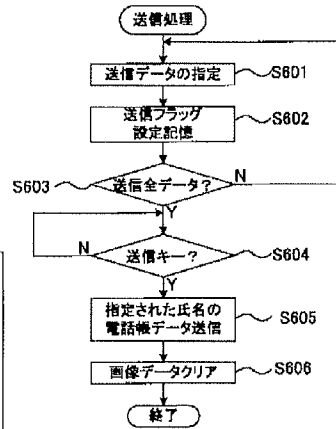 送信処理
送信データの指定
S601
送信フラッグ
設定記憶
S602
S603
送信全データ?
N
Y
N
送信キー?
S604
Y
指定された氏名の
電話帳データ送信
S605
画像データクリア
S606
終了